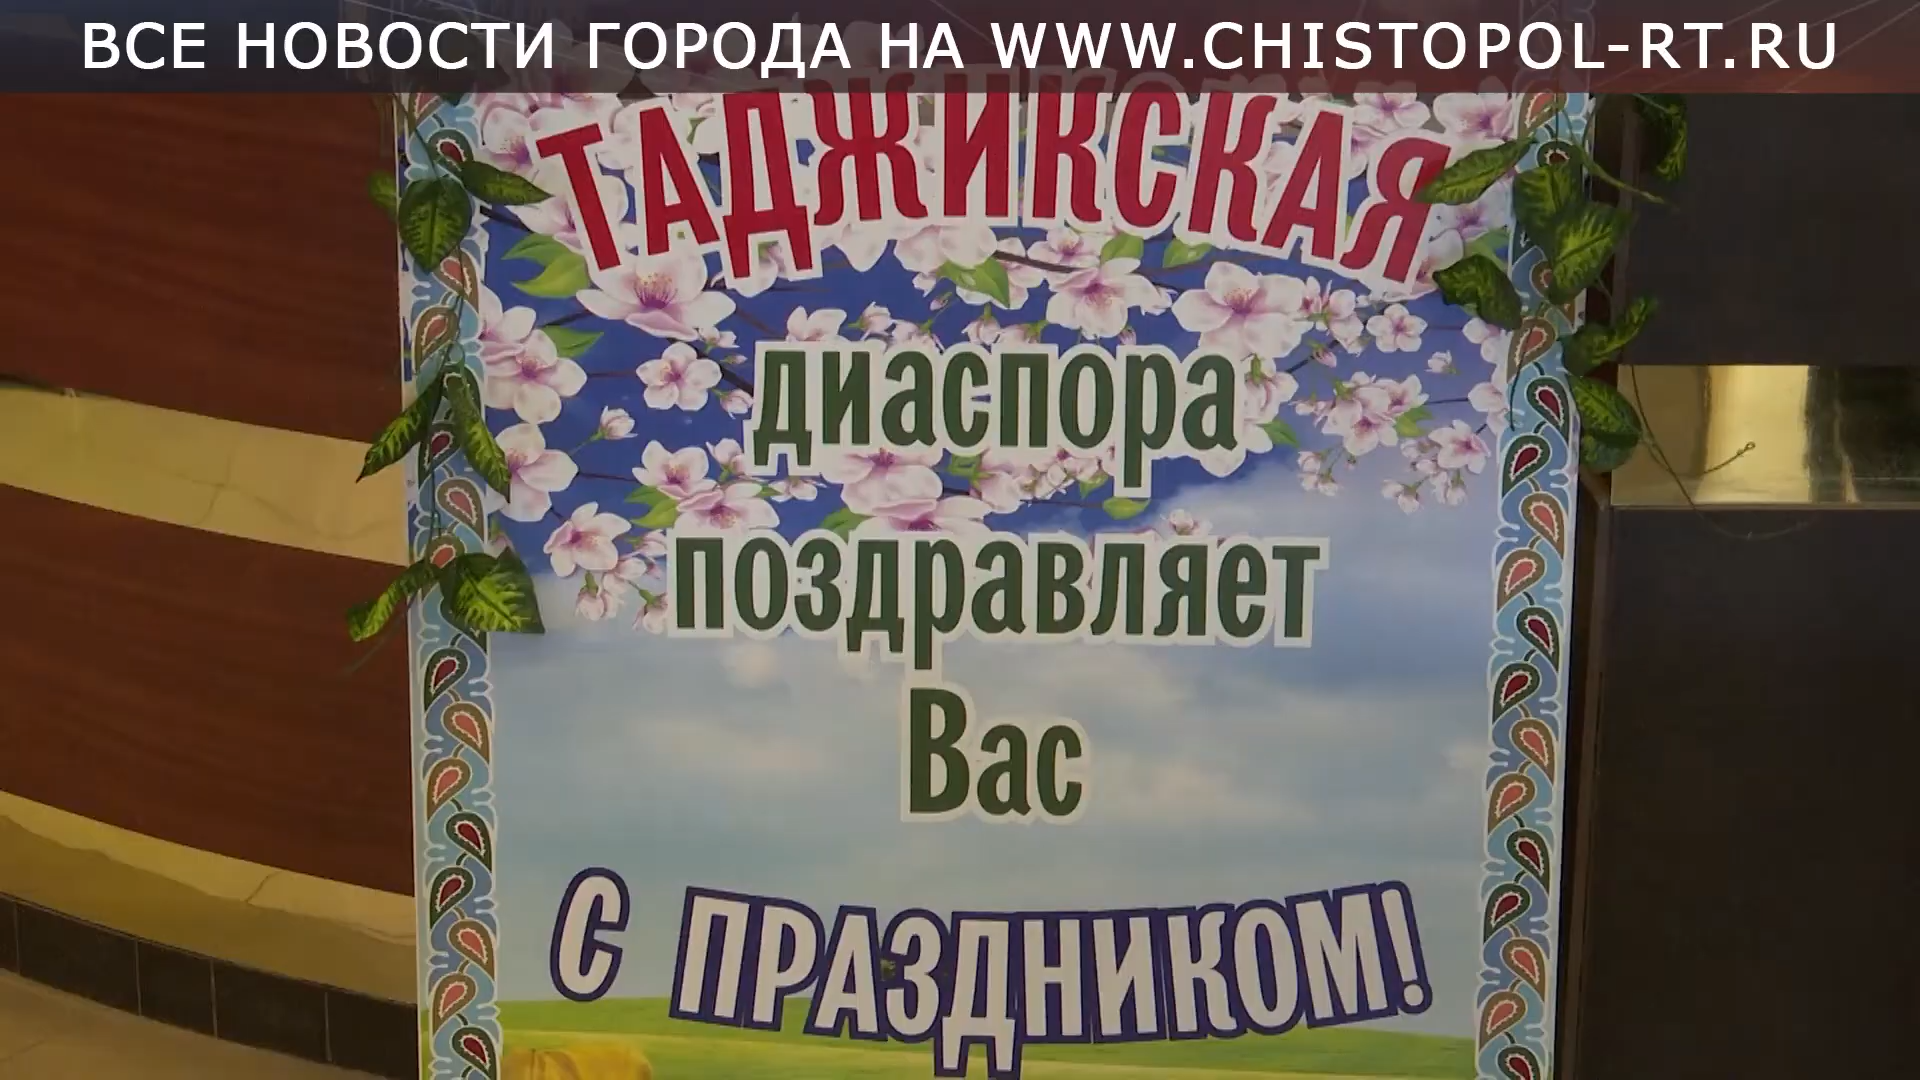 ВСЕ НОВОСТИ ГОРОДА НА WWW.CHISTOPOL-RT.RU
ТАДЖИКСКАЯ
диаспора
поздравляет
Вас
С ПРАЗДНИКОМ!